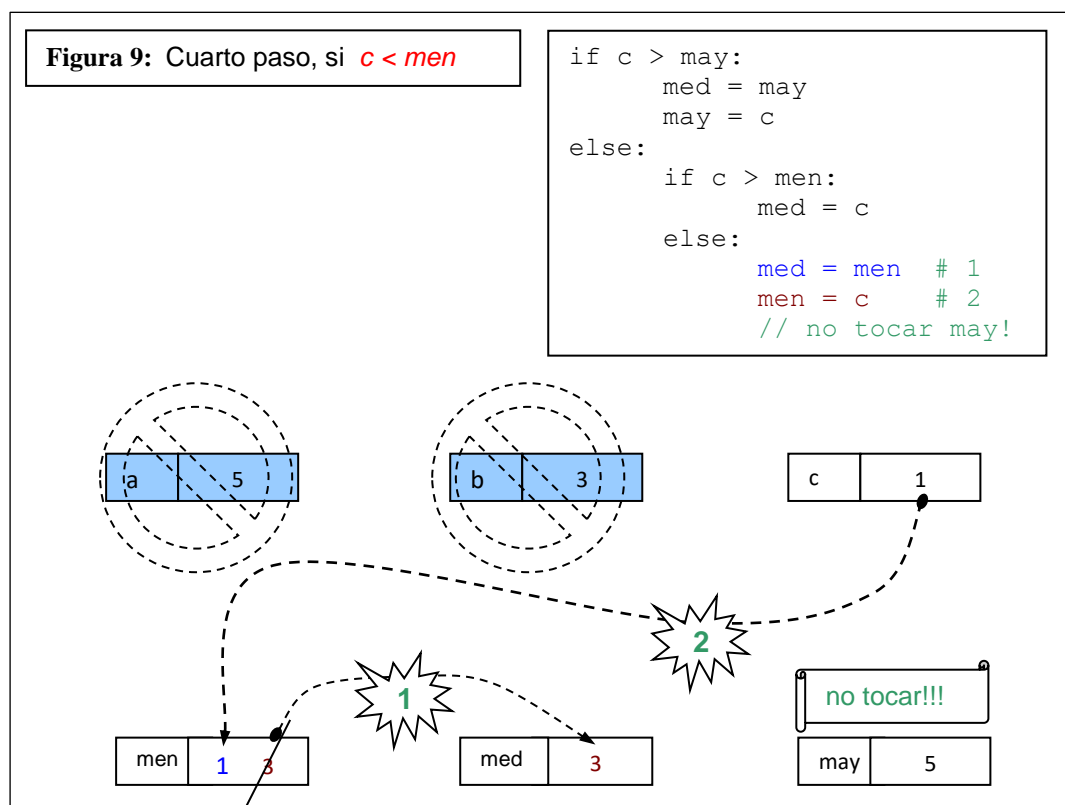 Figura 9: Cuarto paso, si c < men
if c > may:
med = may
may = c
else:
if c > men:
med = c
else:
med = men # 1
men = c # 2
// no tocar may!
a 5
b 3
c 1
2
1
no tocar!!!
men 1 3
med 3
may 5